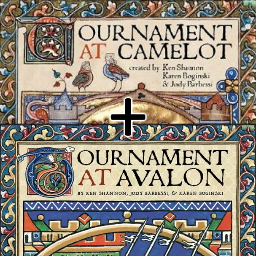 TOURNAMENT
AT CAMELOT
created by Ken Shannon
Karen Boginski
& Jody Barbessi
+
TOURNAMENT
AT AVALON
BY KEN SHANNON, JODY BARBESSI, & KAREN BOGINSKI